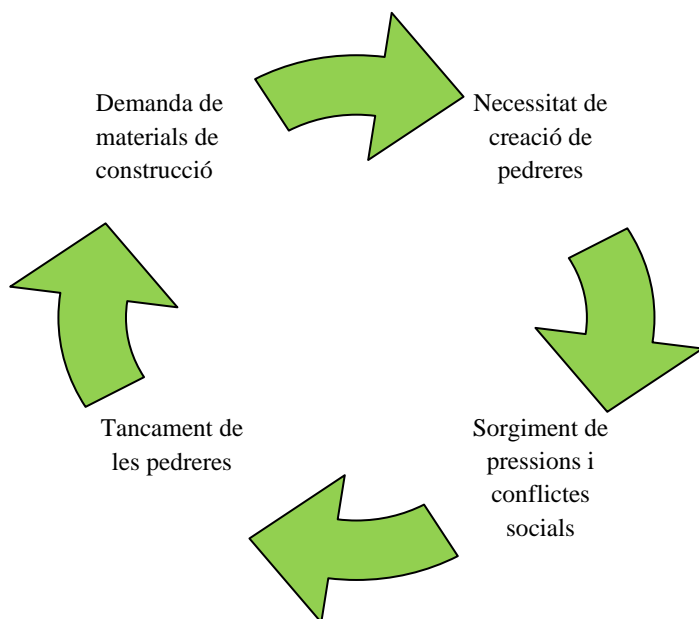 Demanda de
materials de
construcció
Necessitat de
creació de
pedreres
Sorgiment de
pressions i
conflictes
socials
Tancament de
les pedreres